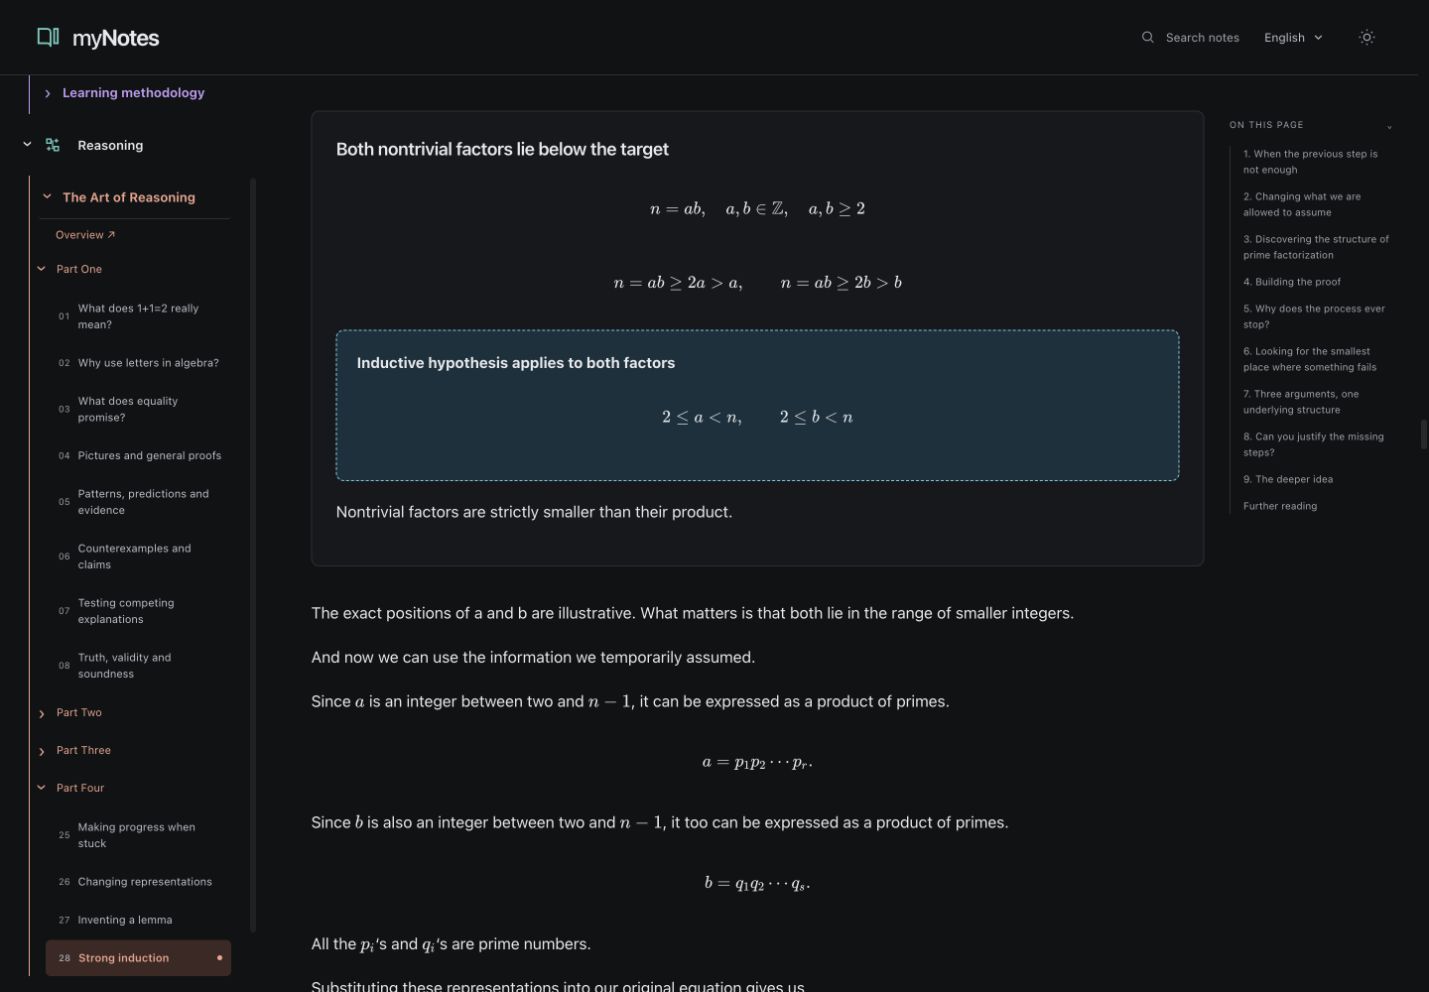 myNotes
Search notes
English
Learning methodology
Reasoning
The Art of Reasoning
Overview ↗
Part One
01 What does 1+1=2 really
mean?
02 Why use letters in algebra?
03 What does equality
promise?
04 Pictures and general proofs
05 Patterns, predictions and
evidence
06 Counterexamples and
claims
07 Testing competing
explanations
08 Truth, validity and
soundness
Part Two
Part Three
Part Four
25 Making progress when
stuck
26 Changing representations
27 Inventing a lemma
28 Strong induction
Both nontrivial factors lie below the target
n = ab, a, b ∈ ℤ, a, b ≥ 2
n = ab ≥ 2a > a, n = ab ≥ 2b > b
Inductive hypothesis applies to both factors
2 ≤ a < n, 2 ≤ b < n
Nontrivial factors are strictly smaller than their product.
The exact positions of a and b are illustrative. What matters is that both lie in the range of smaller integers.
And now we can use the information we temporarily assumed.
Since a is an integer between two and n − 1, it can be expressed as a product of primes.
a = p₁p₂ ⋯ pᵣ.
Since b is also an integer between two and n − 1, it too can be expressed as a product of primes.
b = q₁q₂ ⋯ qₛ.
All the pᵢ‘s and qᵢ‘s are prime numbers.
Substituting these representations into our original equation gives us
ON THIS PAGE
1. When the previous step is
not enough
2. Changing what we are
allowed to assume
3. Discovering the structure of
prime factorization
4. Building the proof
5. Why does the process ever
stop?
6. Looking for the smallest
place where something fails
7. Three arguments, one
underlying structure
8. Can you justify the missing
steps?
9. The deeper idea
Further reading